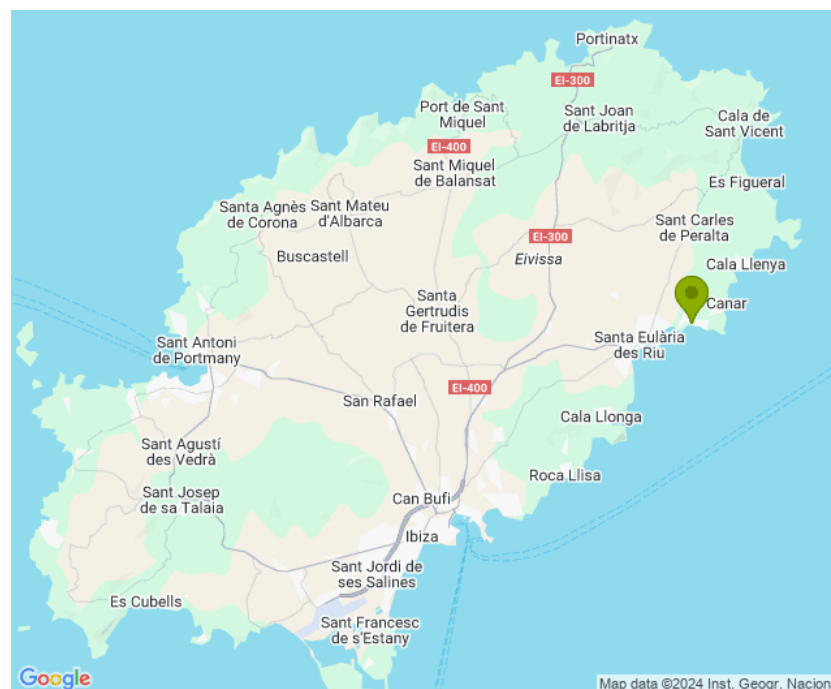 Portinatx
EI-300
Port de Sant
Miquel
Sant Joan
de Labritja
Cala de
Sant Vicent
EI-400
Sant Miquel
de Balansat
Es Figueral
Santa Agnès
de Corona
Sant Mateu
d'Albarca
Sant Carles
de Peralta
EI-300
Buscastell
Eivissa
Cala Llenya
Santa
Gertrudis
de Fruitera
Canar
Sant Antoni
de Portmany
Santa Eulària
des Riu
EI-400
San Rafael
Cala Llonga
Sant Agustí
des Vedrà
Roca Llisa
Sant Josep
de sa Talaia
Can Bufi
Ibiza
Sant Jordi de
ses Salines
Es Cubells
Sant Francesc
de s'Estany
Google
Map data ©2024 Inst. Geogr. Nacion